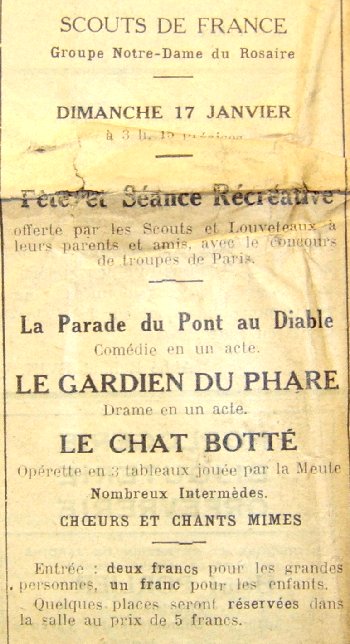 SCOUTS DE FRANCE
Groupe Notre-Dame du Rosaire
DIMANCHE 17 JANVIER
à 3 h. 15 précises
Fête et Séance Récréative
offerte par les Scouts et Louveteaux à
leurs parents et amis, avec le concours
de troupes de Paris.
La Parade du Pont au Diable
Comédie en un acte.
LE GARDIEN DU PHARE
Drame en un acte.
LE CHAT BOTTÉ
Opérette en 3 tableaux jouée par la Meute
Nombreux Intermèdes.
CHŒURS ET CHANTS MIMES
Entrée : deux francs pour les grandes
personnes, un franc pour les enfants.
Quelques places seront réservées dans
la salle au prix de 5 francs.